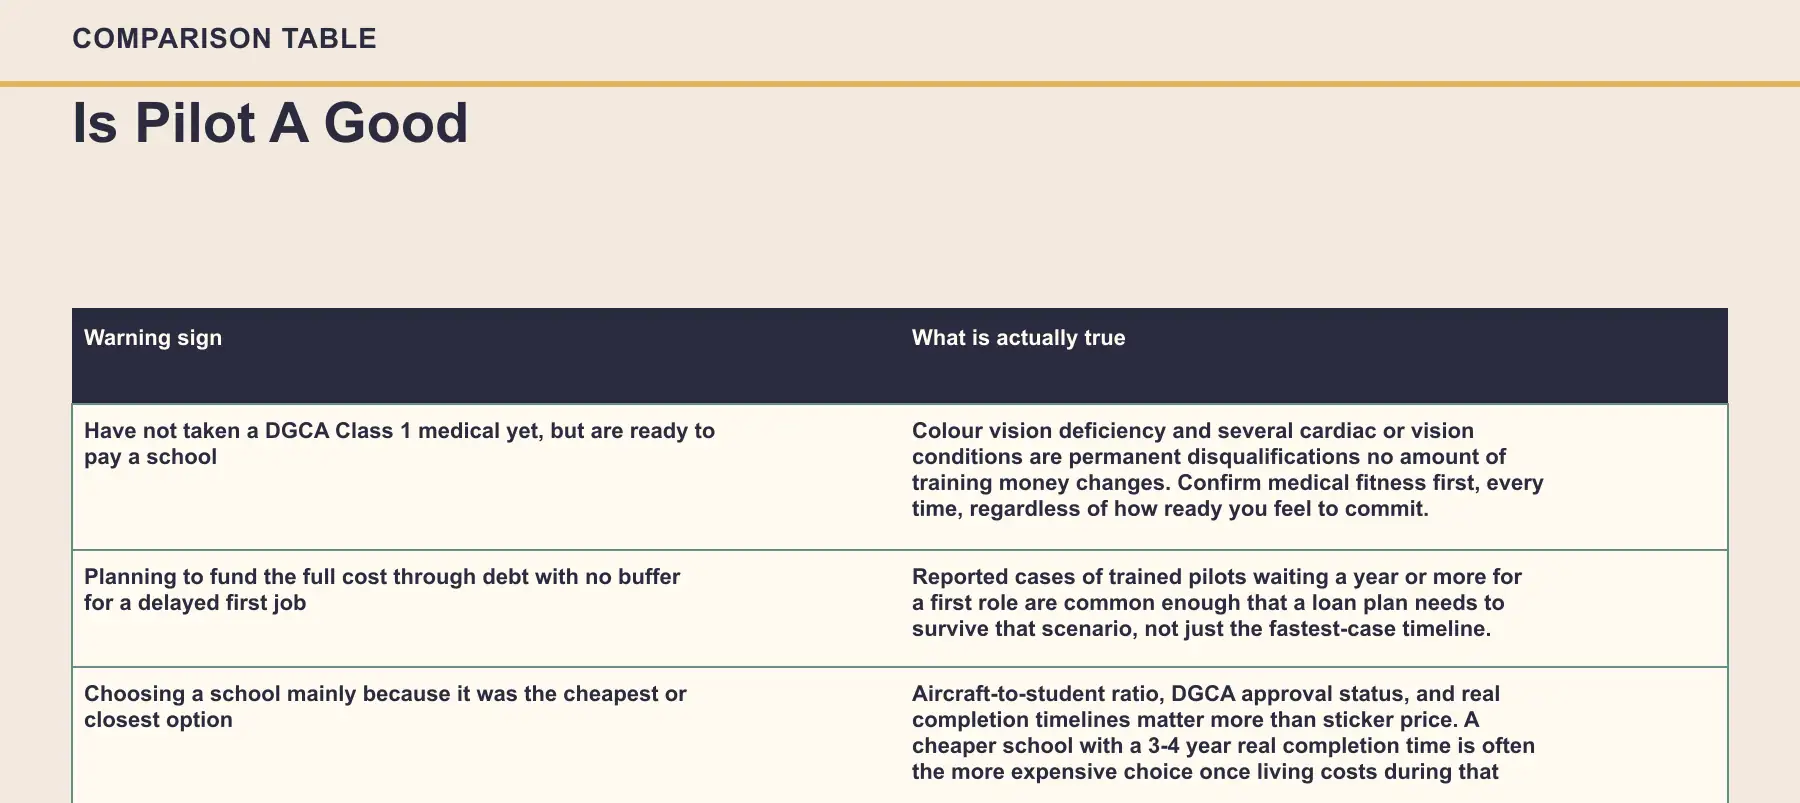 COMPARISON TABLE
Is Pilot A Good
Warning sign
What is actually true
Have not taken a DGCA Class 1 medical yet, but are ready to
pay a school
Colour vision deficiency and several cardiac or vision
conditions are permanent disqualifications no amount of
training money changes. Confirm medical fitness first, every
time, regardless of how ready you feel to commit.
Planning to fund the full cost through debt with no buffer
for a delayed first job
Reported cases of trained pilots waiting a year or more for
a first role are common enough that a loan plan needs to
survive that scenario, not just the fastest-case timeline.
Choosing a school mainly because it was the cheapest or
closest option
Aircraft-to-student ratio, DGCA approval status, and real
completion timelines matter more than sticker price. A
cheaper school with a 3-4 year real completion time is often
the more expensive choice once living costs during that